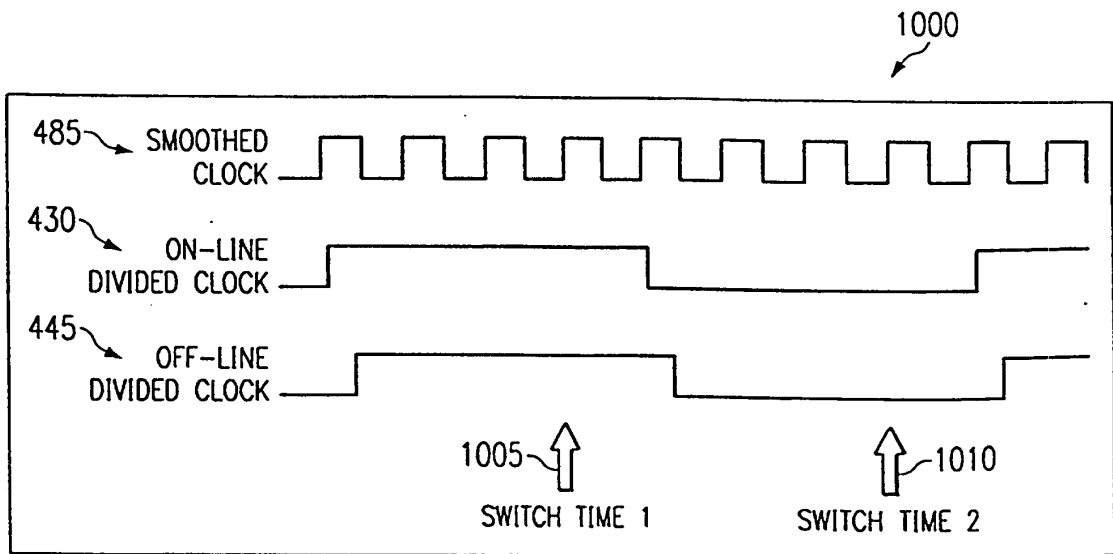 1000
485 SMOOTHED
CLOCK
430 ON-LINE
DIVIDED CLOCK
445 OFF-LINE
DIVIDED CLOCK
1005 1010
SWITCH TIME 1 SWITCH TIME 2